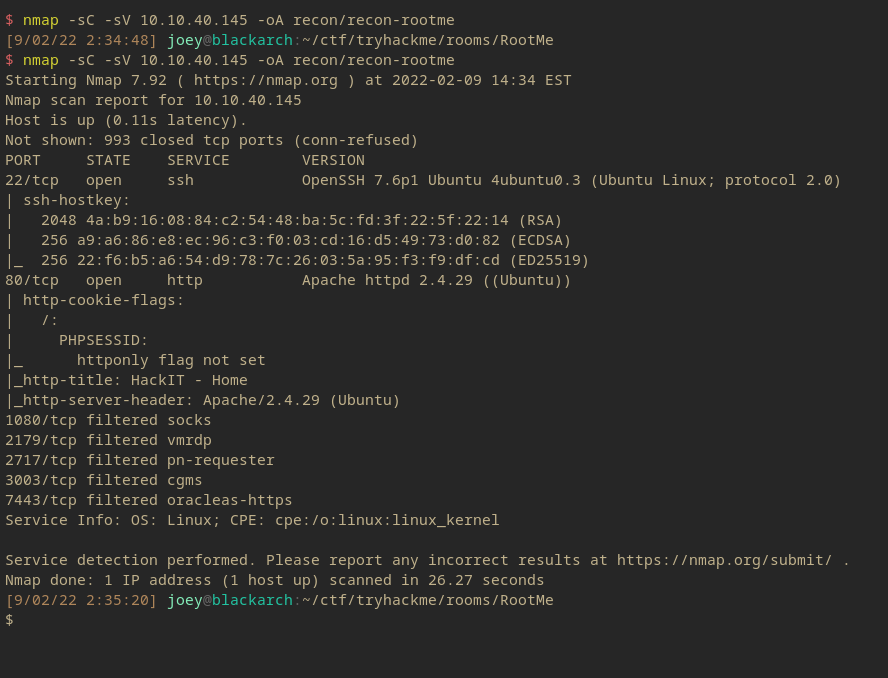 $ nmap -sC -sV 10.10.40.145 -oA recon/recon-rootme
[9/02/22 2:34:48] joey@blackarch:~/ctf/tryhackme/rooms/RootMe
$ nmap -sC -sV 10.10.40.145 -oA recon/recon-rootme
Starting Nmap 7.92 ( https://nmap.org ) at 2022-02-09 14:34 EST
Nmap scan report for 10.10.40.145
Host is up (0.11s latency).
Not shown: 993 closed tcp ports (conn-refused)
PORT     STATE    SERVICE        VERSION
22/tcp   open     ssh            OpenSSH 7.6p1 Ubuntu 4ubuntu0.3 (Ubuntu Linux; protocol 2.0)
| ssh-hostkey:
|   2048 4a:b9:16:08:84:c2:54:48:ba:5c:fd:3f:22:5f:22:14 (RSA)
|   256 a9:a6:86:e8:ec:96:c3:f0:03:cd:16:d5:49:73:d0:82 (ECDSA)
|_  256 22:f6:b5:a6:54:d9:78:7c:26:03:5a:95:f3:f9:df:cd (ED25519)
80/tcp   open     http           Apache httpd 2.4.29 ((Ubuntu))
| http-cookie-flags:
|   /:
|     PHPSESSID:
|_      httponly flag not set
|_http-title: HackIT - Home
|_http-server-header: Apache/2.4.29 (Ubuntu)
1080/tcp filtered socks
2179/tcp filtered vmrdp
2717/tcp filtered pn-requester
3003/tcp filtered cgms
7443/tcp filtered oracleas-https
Service Info: OS: Linux; CPE: cpe:/o:linux:linux_kernel

Service detection performed. Please report any incorrect results at https://nmap.org/submit/ .
Nmap done: 1 IP address (1 host up) scanned in 26.27 seconds
[9/02/22 2:35:20] joey@blackarch:~/ctf/tryhackme/rooms/RootMe
$